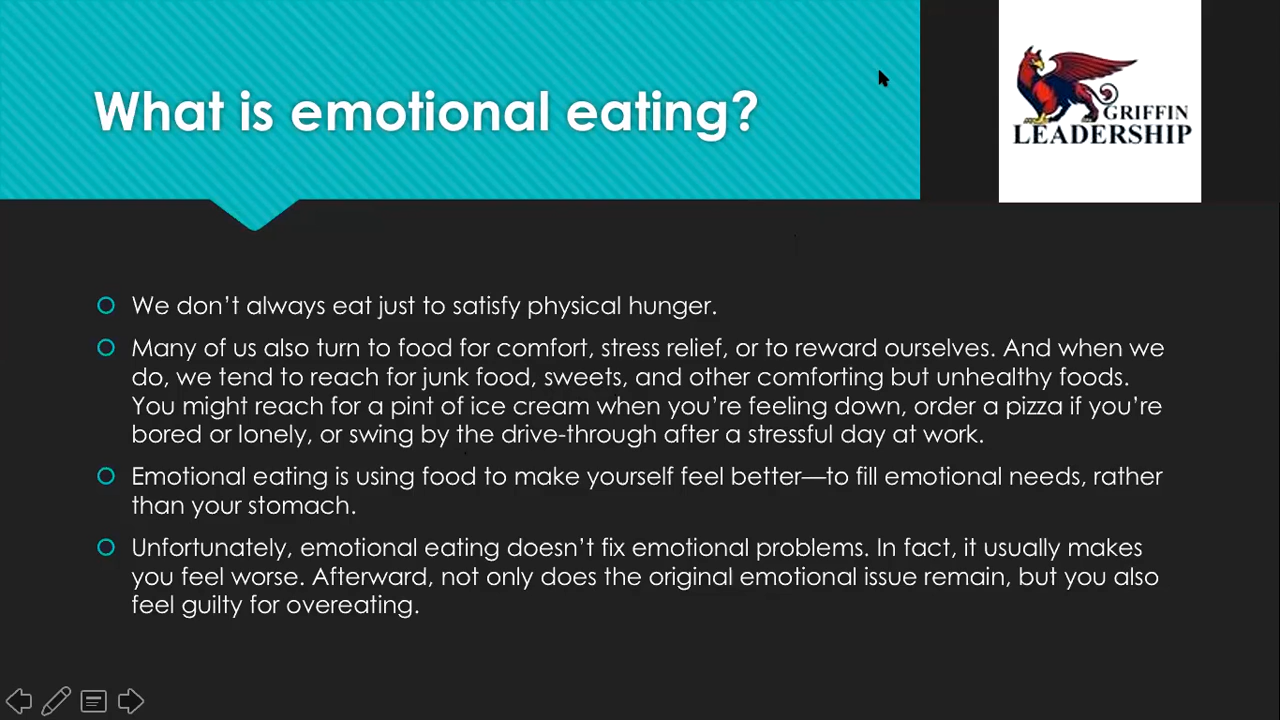 What is emotional eating?
GRIFFIN
LEADERSHIP
We don’t always eat just to satisfy physical hunger.
Many of us also turn to food for comfort, stress relief, or to reward ourselves. And when we
do, we tend to reach for junk food, sweets, and other comforting but unhealthy foods.
You might reach for a pint of ice cream when you’re feeling down, order a pizza if you’re
bored or lonely, or swing by the drive-through after a stressful day at work.
Emotional eating is using food to make yourself feel better—to fill emotional needs, rather
than your stomach.
Unfortunately, emotional eating doesn’t fix emotional problems. In fact, it usually makes
you feel worse. Afterward, not only does the original emotional issue remain, but you also
feel guilty for overeating.